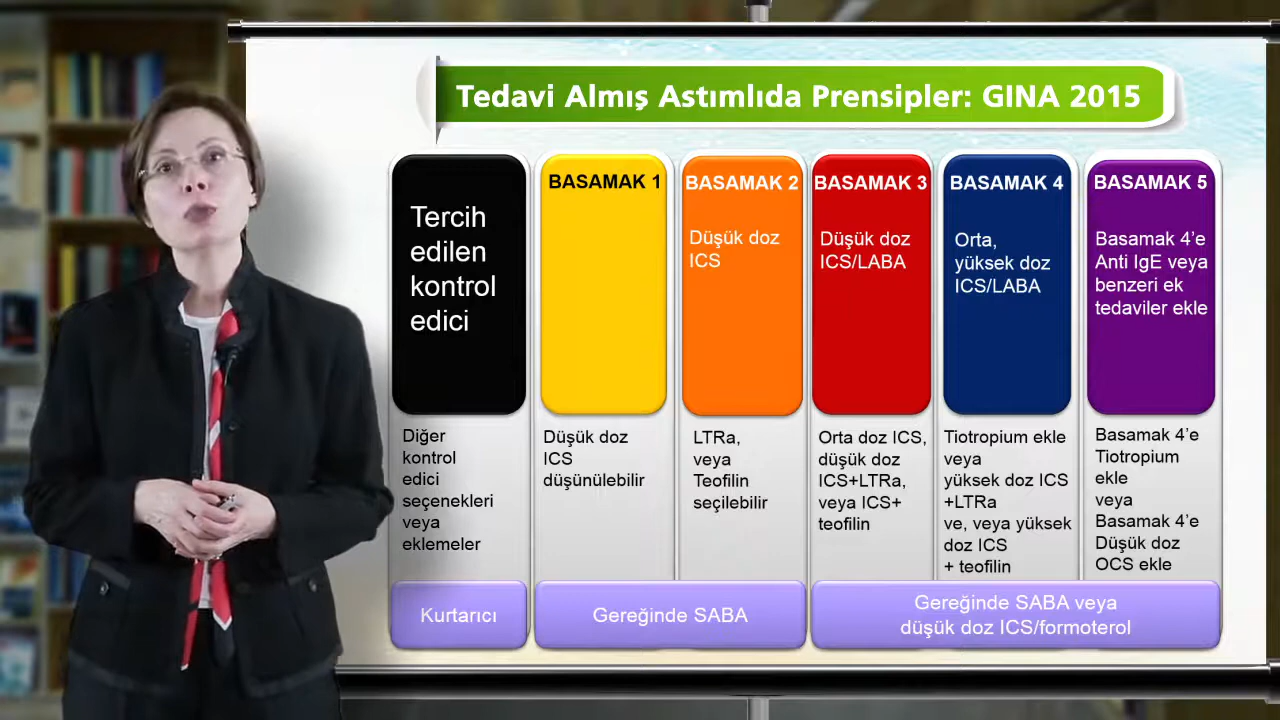 Tedavi Almış Astımlıda Prensipler: GINA 2015
Tercih
edilen
kontrol
edici
BASAMAK 1
BASAMAK 2
Düşük doz
ICS
BASAMAK 3
Düşük doz
ICS/LABA
BASAMAK 4
Orta,
yüksek doz
ICS/LABA
BASAMAK 5
Basamak 4’e
Anti IgE veya
benzeri ek
tedaviler ekle
Diğer
kontrol
edici
seçenekleri
veya
eklemeler
Düşük doz
ICS
düşünülebilir
LTRa,
veya
Teofilin
seçilebilir
Orta doz ICS,
düşük doz
ICS+LTRa,
veya ICS+
teofilin
Tiotropium ekle
veya
yüksek doz ICS
+LTRa
ve, veya yüksek
doz ICS
+ teofilin
Basamak 4’e
Tiotropium
ekle
veya
Basamak 4’e
Düşük doz
OCS ekle
Kurtarıcı
Gereğinde SABA
Gereğinde SABA veya
düşük doz ICS/formoterol